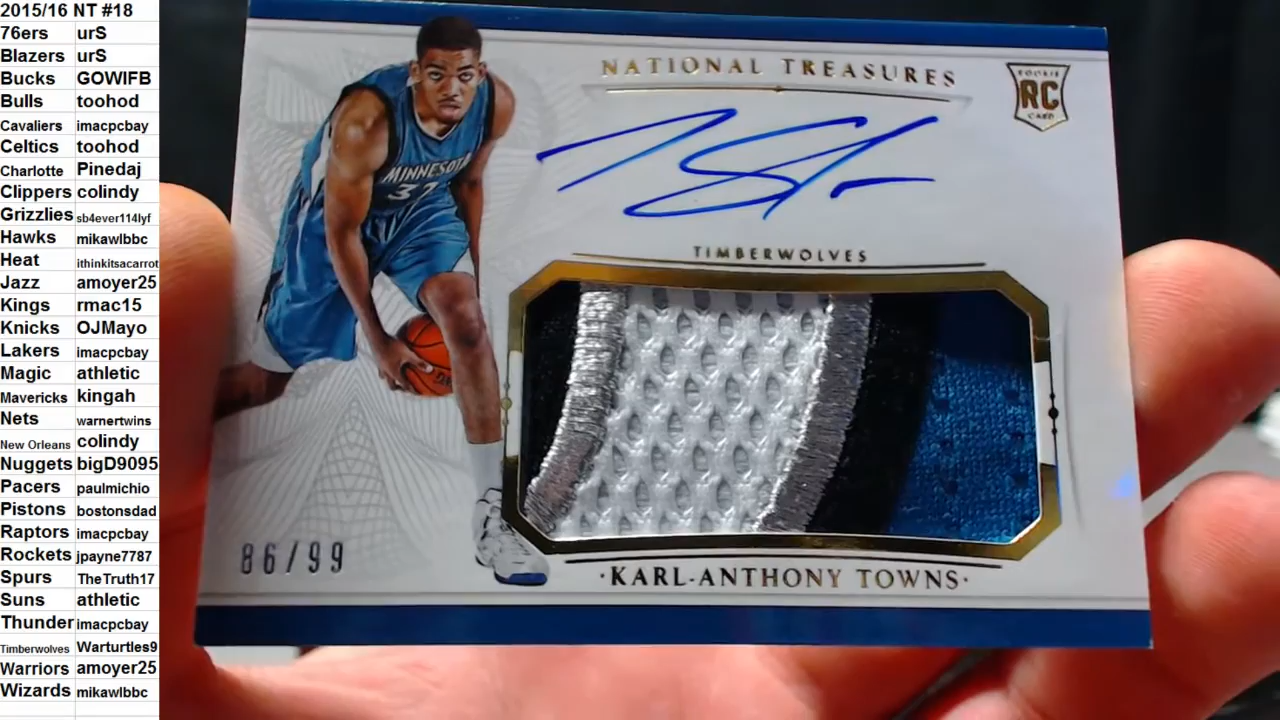 2015/16 NT #18
76ers urS
Blazers urS
Bucks GOWIFB
Bulls toohod
Cavaliers imacpcbay
Celtics toohod
Charlotte Pinedaj
Clippers colindy
Grizzlies sb4ever114lyf
Hawks mikawlbbc
Heat ithinkitsacarrot
Jazz amoyer25
Kings rmac15
Knicks OJMayo
Lakers imacpcbay
Magic athletic
Mavericks kingah
Nets warnertwins
New Orleans colindy
Nuggets bigD9095
Pacers paulmichio
Pistons bostonsdad
Raptors imacpcbay
Rockets jpayne7787
Spurs TheTruth17
Suns athletic
Thunder imacpcbay
Timberwolves Warturtles9
Warriors amoyer25
Wizards mikawlbbc
NATIONAL TREASURES
ROOKIE
RC
CARD
MINNESOTA
32
TIMBERWOLVES
86/99
·KARL-ANTHONY TOWNS·